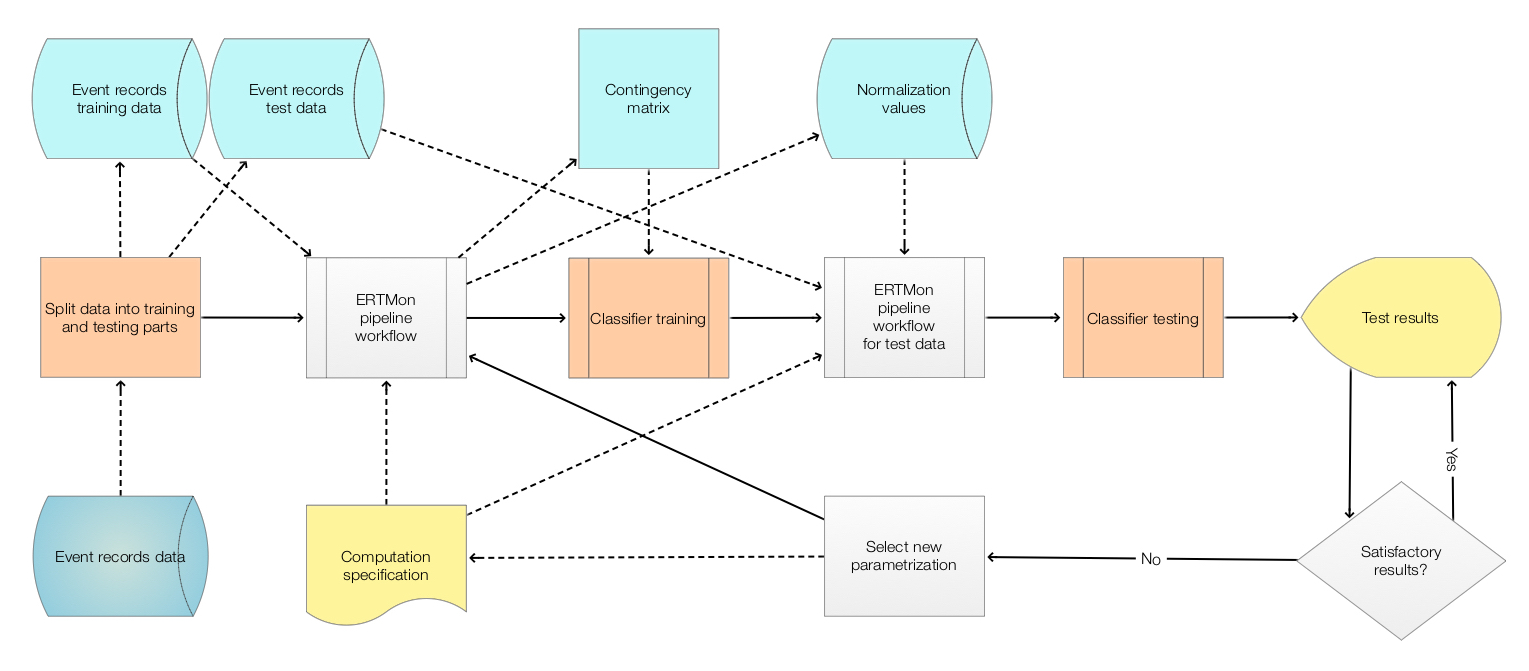 Event records
training data
Event records
test data
Contingency
matrix
Normalization
values
Split data into training
and testing parts
ERTMon
pipeline
workflow
Classifier training
ERTMon
pipeline
workflow
for test data
Classifier testing
Test results
Yes
Event records data
Computation
specification
Select new
parametrization
No
Satisfactory
results?